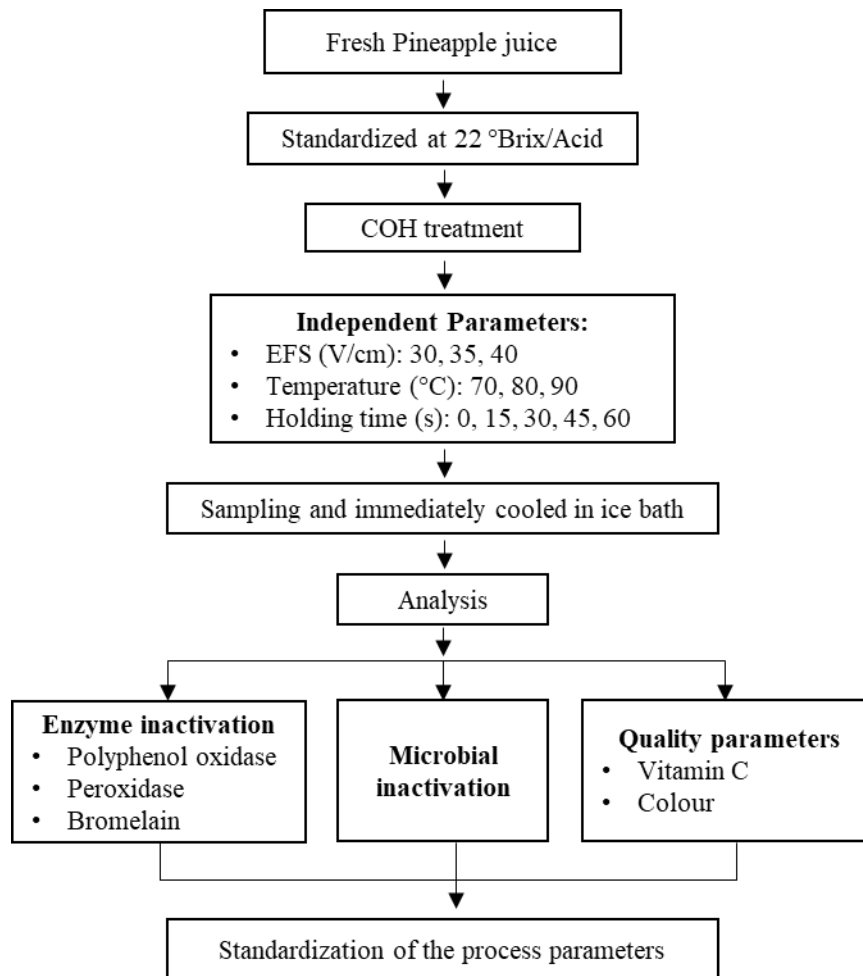 Fresh Pineapple juice
Standardized at 22 °Brix/Acid
COH treatment
Independent Parameters:
• EFS (V/cm): 30, 35, 40
• Temperature (°C): 70, 80, 90
• Holding time (s): 0, 15, 30, 45, 60
Sampling and immediately cooled in ice bath
Analysis
Enzyme inactivation
• Polyphenol oxidase
• Peroxidase
• Bromelain
Microbial
inactivation
Quality parameters
• Vitamin C
• Colour
Standardization of the process parameters